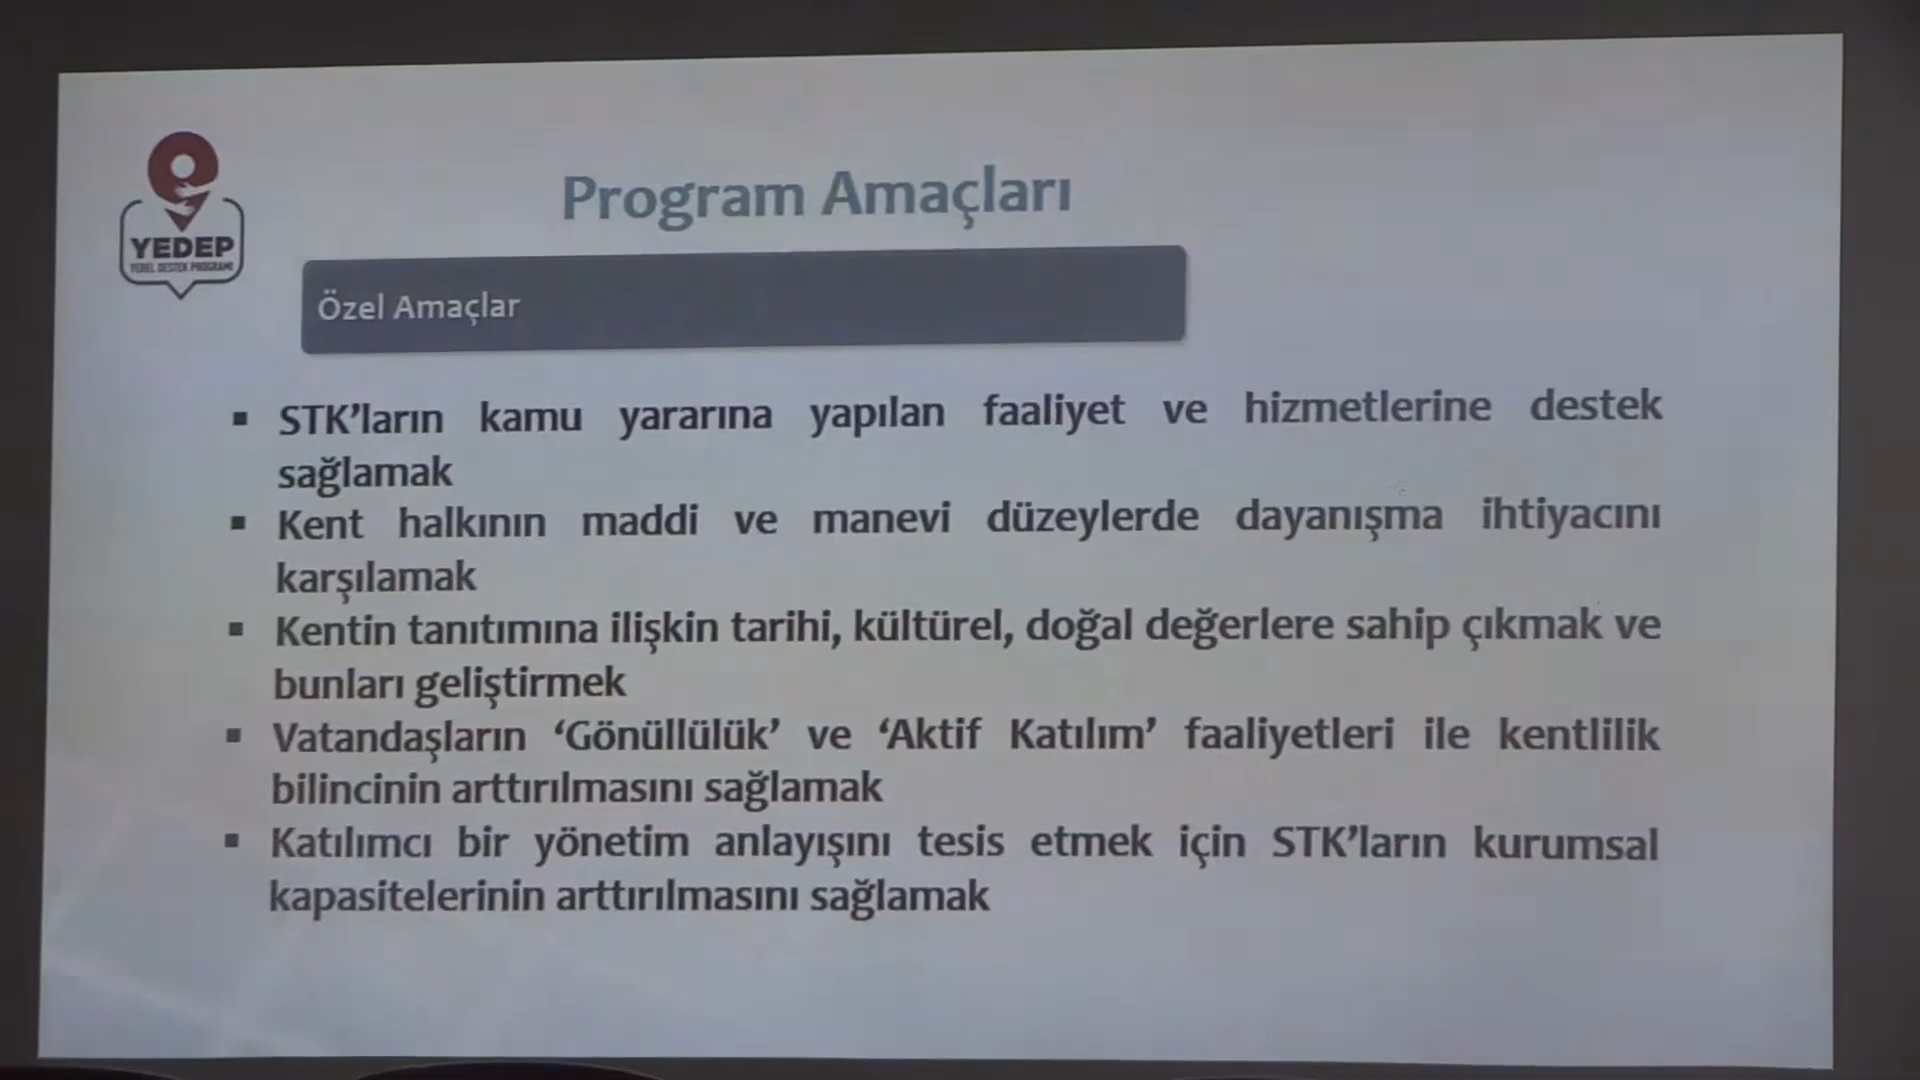 YEDEP
YEREL DESTEK PROGRAMI
Program Amaçları
Özel Amaçlar
▪ STK’ların kamu yararına yapılan faaliyet ve hizmetlerine destek
sağlamak
▪ Kent halkının maddi ve manevi düzeylerde dayanışma ihtiyacını
karşılamak
▪ Kentin tanıtımına ilişkin tarihi, kültürel, doğal değerlere sahip çıkmak ve
bunları geliştirmek
▪ Vatandaşların ‘Gönüllülük’ ve ‘Aktif Katılım’ faaliyetleri ile kentlilik
bilincinin arttırılmasını sağlamak
▪ Katılımcı bir yönetim anlayışını tesis etmek için STK’ların kurumsal
kapasitelerinin arttırılmasını sağlamak